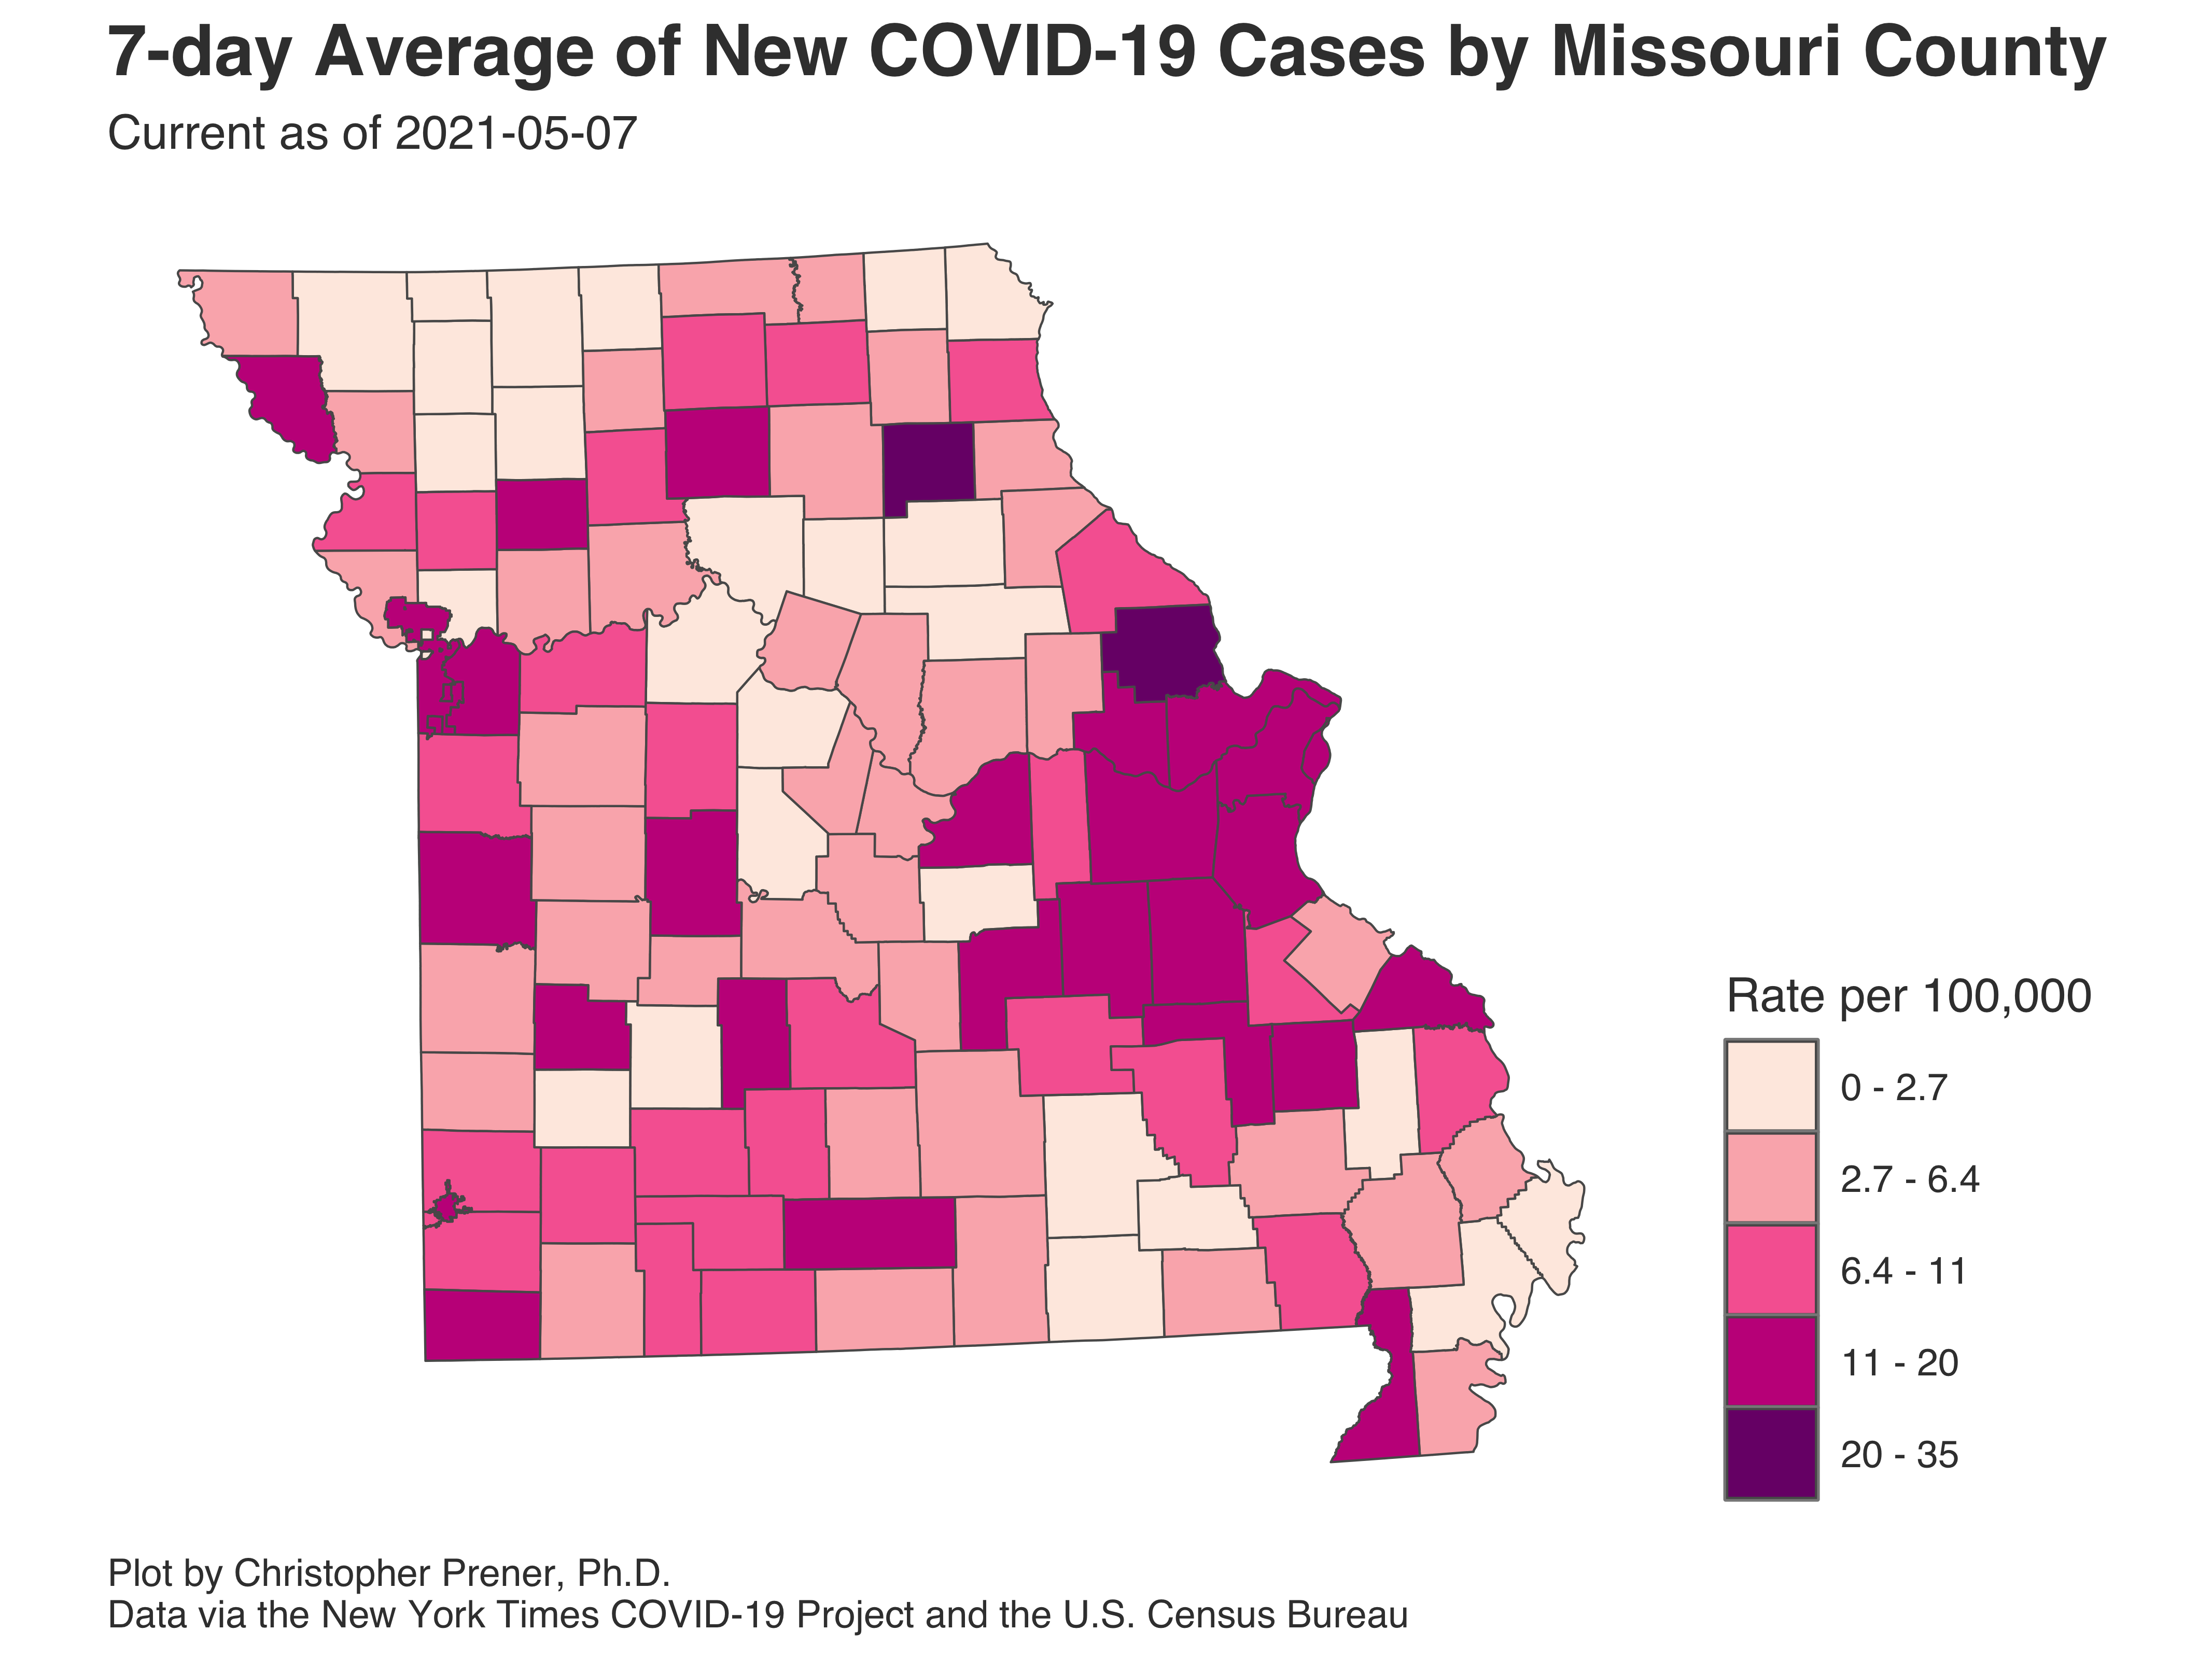 7-day Average of New COVID-19 Cases by Missouri County
Current as of 2021-05-07
Rate per 100,000
0 - 2.7
2.7 - 6.4
6.4 - 11
11 - 20
20 - 35
Plot by Christopher Prener, Ph.D.
Data via the New York Times COVID-19 Project and the U.S. Census Bureau